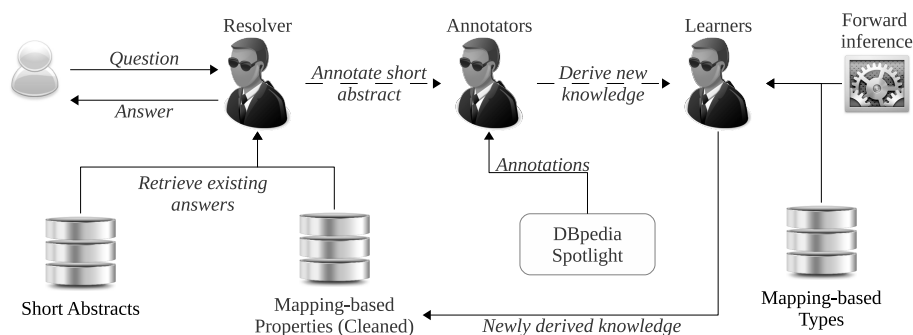 Resolver
Annotators
Learners
Forward
inference
Question
Answer
Annotate short
abstract
Derive new
knowledge
Annotations
Retrieve existing
answers
DBpedia
Spotlight
Short Abstracts
Mapping-based
Properties (Cleaned)
Newly derived knowledge
Mapping-based
Types